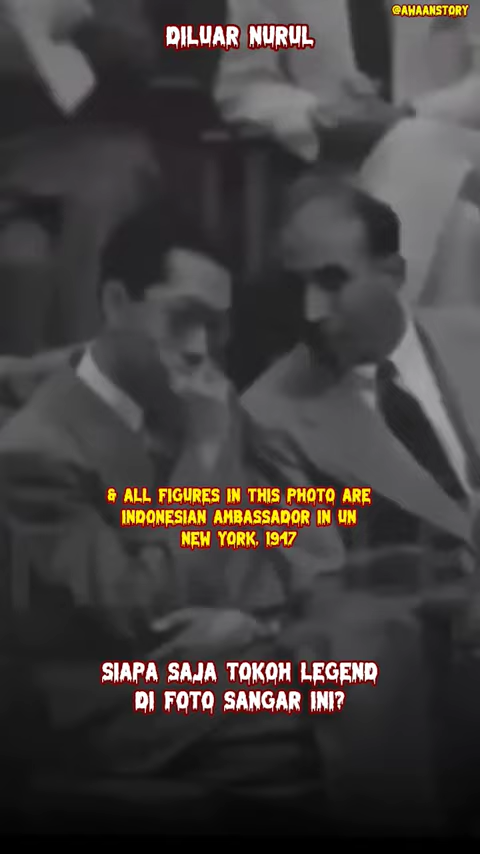 @AWAANSTORY
DILUAR NURUL
& ALL FIGURES IN THIS PHOTO ARE
INDONESIAN AMBASSADOR IN UN
NEW YORK, 1947
SIAPA SAJA TOKOH LEGEND
DI FOTO SANGAR INI?